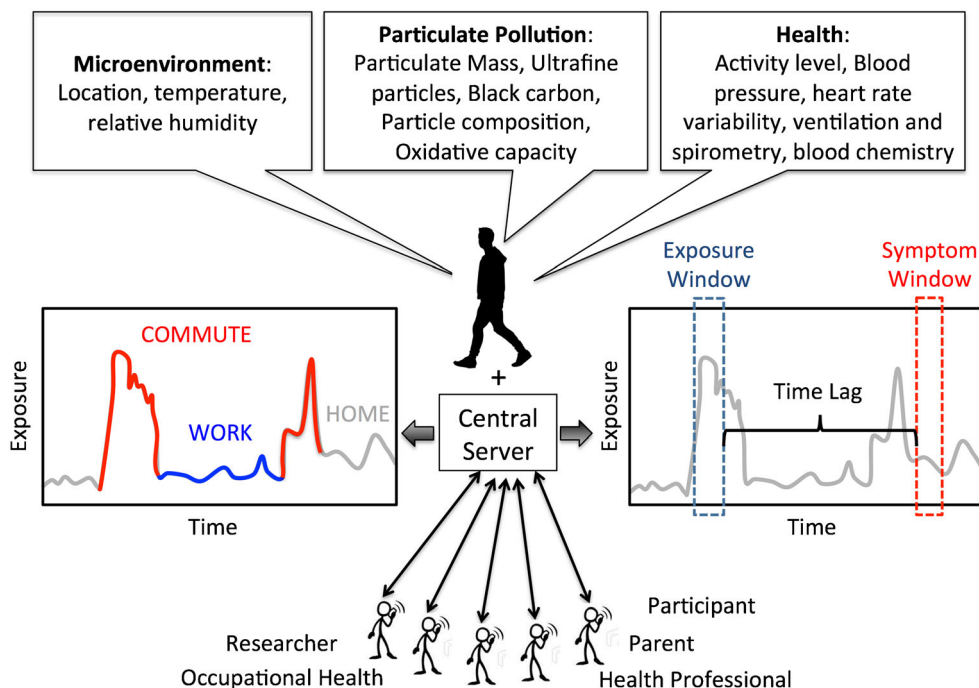 Microenvironment:
Location, temperature,
relative humidity
Particulate Pollution:
Particulate Mass, Ultrafine
particles, Black carbon,
Particle composition,
Oxidative capacity
Health:
Activity level, Blood
pressure, heart rate
variability, ventilation and
spirometry, blood chemistry
Exposure
COMMUTE
WORK
HOME
Time
+
Central
Server
Exposure
Window
Symptom
Window
Exposure
Time Lag
Time
Researcher
Occupational Health
Participant
Parent
Health Professional